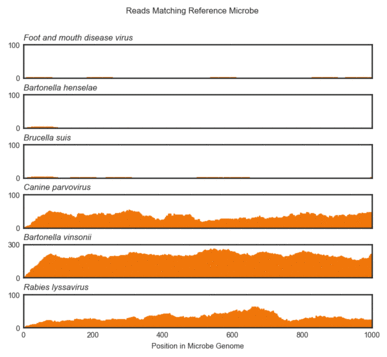 Reads Matching Reference Microbe
Foot and mouth disease virus
100
0
Bartonella henselae
100
0
Brucella suis
100
0
Canine parvovirus
100
0
Bartonella vinsonii
300
0
Rabies lyssavirus
100
0
0 200 400 600 800 1000
Position in Microbe Genome